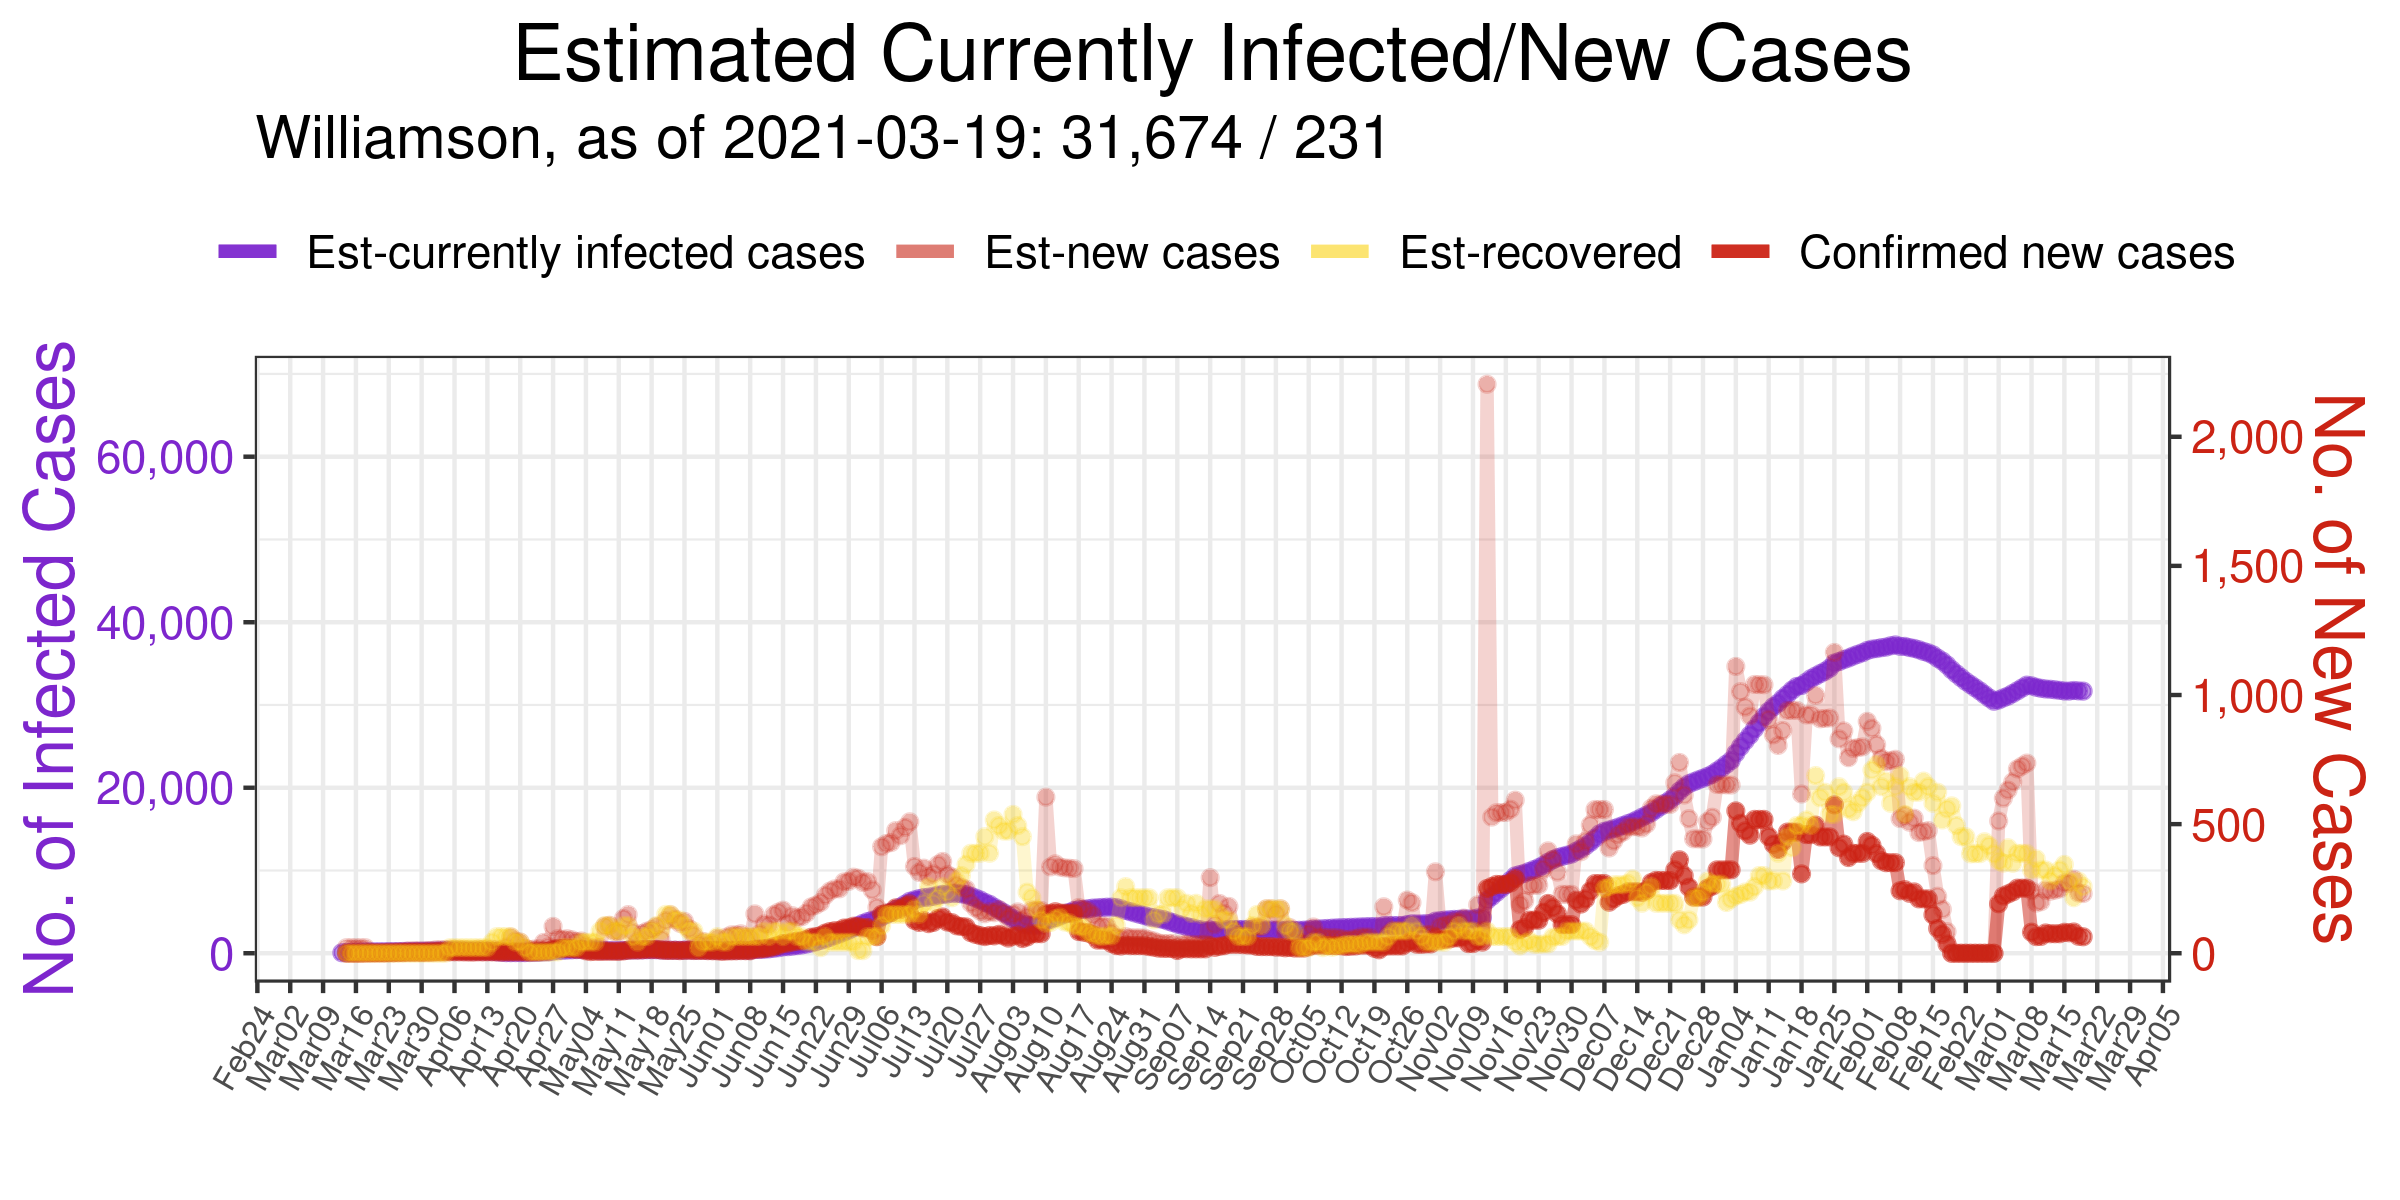 Estimated Currently Infected/New Cases
Williamson, as of 2021-03-19: 31,674 / 231
Est-currently infected cases Est-new cases Est-recovered Confirmed new cases
No. of Infected Cases
60,000
40,000
20,000
0
2,000
1,500
1,000
500
0
No. of New Cases
Feb24 Mar02 Mar09 Mar16 Mar23 Mar30 Apr06 Apr13 Apr20 Apr27 May04 May11 May18 May25 Jun01 Jun08 Jun15 Jun22 Jun29 Jul06 Jul13 Jul20 Jul27 Aug03 Aug10 Aug17 Aug24 Aug31 Sep07 Sep14 Sep21 Sep28 Oct05 Oct12 Oct19 Oct26 Nov02 Nov09 Nov16 Nov23 Nov30 Dec07 Dec14 Dec21 Dec28 Jan04 Jan11 Jan18 Jan25 Feb01 Feb08 Feb15 Feb22 Mar01 Mar08 Mar15 Mar22 Mar29 Apr05